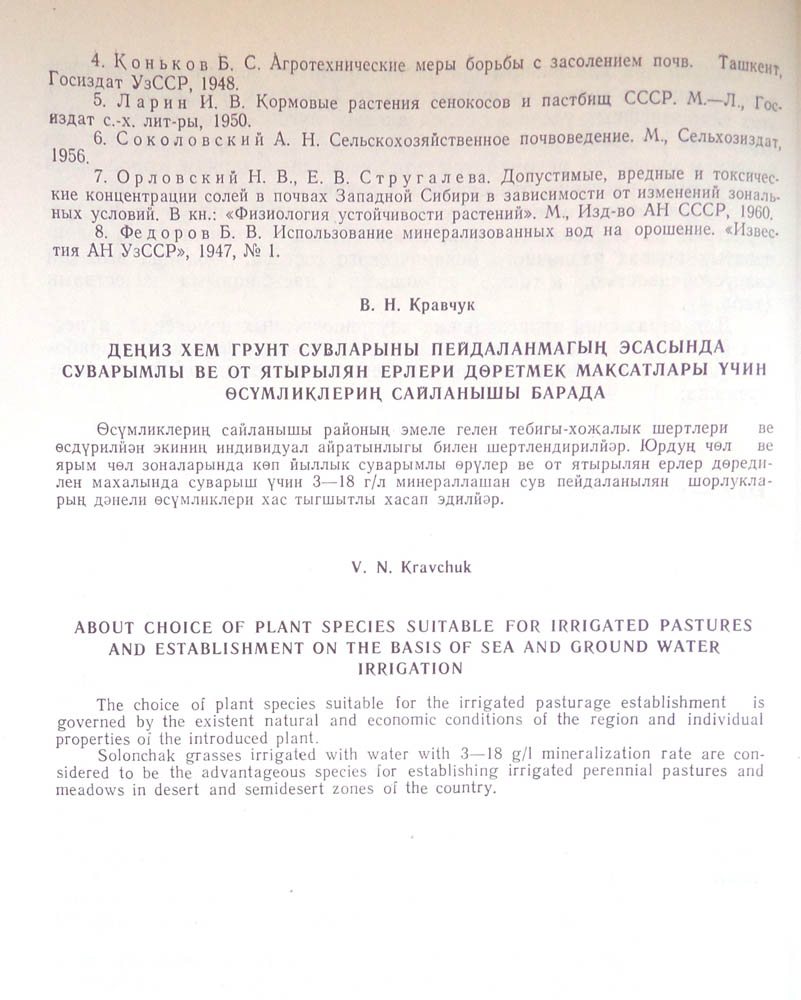 4. Коньков Б. С. Агротехнические меры борьбы с засолением почв. Ташкент,
Госиздат УзССР, 1948.
5. Ларин И. В. Кормовые растения сенокосов и пастбищ СССР. М.—Л., Гос-
издат с.-х. лит-ры, 1950.
6. Соколовский А. Н. Сельскохозяйственное почвоведение. М., Сельхозиздат,
1956.
7. Орловский Н. В., Е. В. Стругалева. Допустимые, вредные и токсичес-
кие концентрации солей в почвах Западной Сибири в зависимости от изменений зональ-
ных условий. В кн.: «Физиология устойчивости растений». М., Изд-во АН СССР, 1960.
8. Федоров Б. В. Использование минерализованных вод на орошение. «Извес-
тия АН УзССР», 1947, № 1.
В. Н. Кравчук
ДЕҢИЗ ХЕМ ГРУНТ СУВЛАРЫНЫ ПЕЙДАЛАНМАГЫҢ ЭСАСЫНДА
СУВАРЫМЛЫ ВЕ ОТ ЯТЫРЫЛЯН ЕРЛЕРИ ДӨРЕТМЕК МАКСАТЛАРЫ ҮЧИН
ӨСҮМЛИКЛЕРИҢ САЙЛАНЫШЫ БАРАДА
Өсүмликлериң сайланышы районың эмеле гелен тебигы-хоҗалык шертлери ве
өсдүрилйән экиниң индивидуал айратынлыгы билен шертлендирилйәр. Юрдуң чөл ве
ярым чөл зоналарында көп йыллык суварымлы өрүлер ве от ятырылян ерлер дөреди-
лен махалында суварыш үчин 3—18 г/л минераллашан сув пейдаланылян шорлукла-
рың дәнели өсүмликлери хас тыгшытлы хасап эдилйәр.
V. N. Kravchuk
ABOUT CHOICE OF PLANT SPECIES SUITABLE FOR IRRIGATED PASTURES
AND ESTABLISHMENT ON THE BASIS OF SEA AND GROUND WATER
IRRIGATION
The choice of plant species suitable for the irrigated pasturage establishment is
governed by the existent natural and economic conditions of the region and individual
properties of the introduced plant.
Solonchak grasses irrigated with water with 3—18 g/l mineralization rate are con-
sidered to be the advantageous species for establishing irrigated perennial pastures and
meadows in desert and semidesert zones of the country.